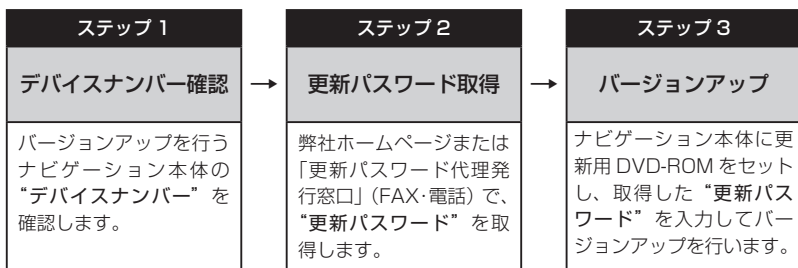 ステップ 1
デバイスナンバー確認
バージョンアップを行う
ナビゲーション本体の
“デバイスナンバー” を
確認します。
→
ステップ 2
更新パスワード取得
弊社ホームページまたは
「更新パスワード代理発
行窓口」（FAX・電話）で、
“更新パスワード” を取
得します。
→
ステップ 3
バージョンアップ
ナビゲーション本体に更
新用 DVD-ROM をセット
し、取得した “更新パス
ワード” を入力してバー
ジョンアップを行います。